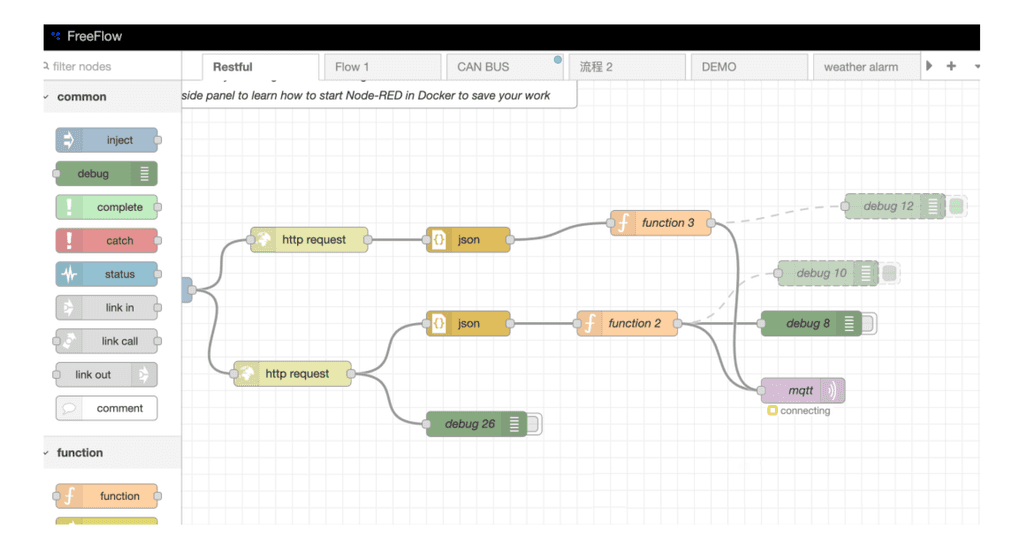 FreeFlow
filter nodes
Restful
Flow 1
CAN BUS
流程 2
DEMO
weather alarm
side panel to learn how to start Node-RED in Docker to save your work
common
inject
debug
complete
catch
status
link in
link call
link out
comment
function
function
http request
json
function 3
debug 12
debug 10
json
function 2
debug 8
http request
mqtt
connecting
debug 26